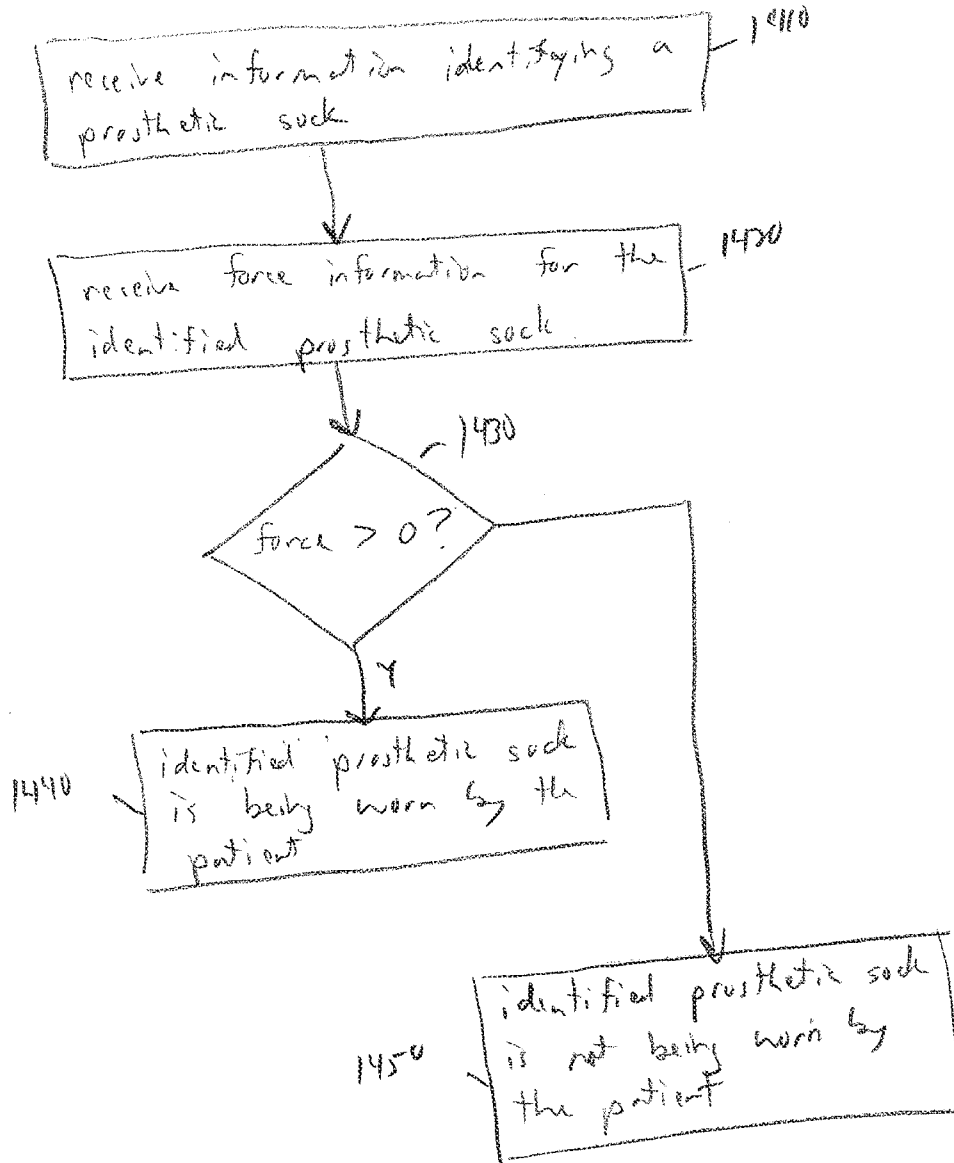 1410
receive information identifying a
prosthetic sock
1420
receive force information for the
identified prosthetic sock
1430
force > 0?
Y
1440
identified prosthetic sock
is being worn by the
patient
identified prosthetic sock
1450
is not being worn by
the patient